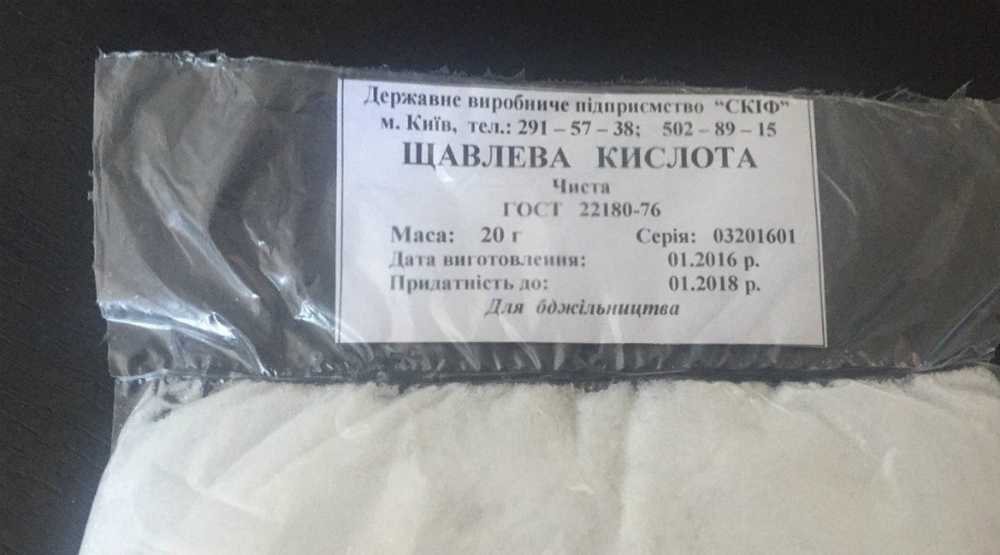 Державне виробниче підприємство “СКІФ”
м. Київ, тел.: 291 – 57 – 38; 502 – 89 – 15
ЩАВЛЕВА КИСЛОТА
Чиста
ГОСТ 22180-76
Маса: 20 г Серія: 03201601
Дата виготовлення: 01.2016 р.
Придатність до: 01.2018 р.
Для бджільництва